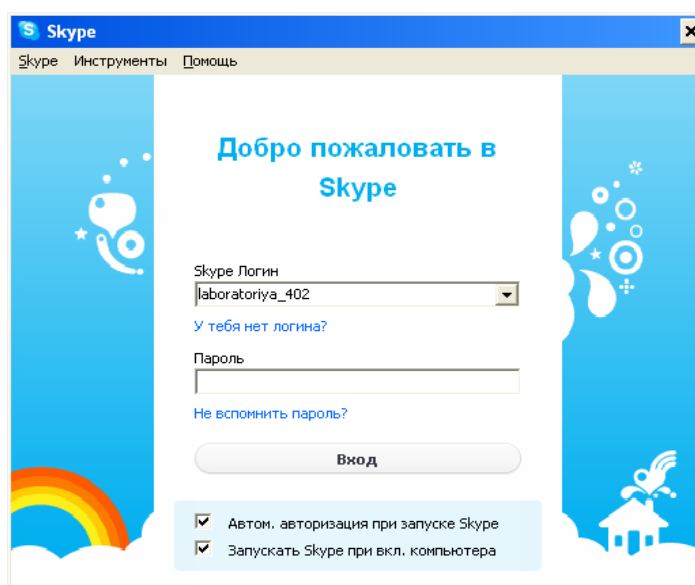 Skype
Skype Инструменты Помощь
Добро пожаловать в
Skype
Skype Логин
laboratoriya_402
У тебя нет логина?
Пароль
Не вспомнить пароль?
Вход
Автом. авторизация при запуске Skype
Запускать Skype при вкл. компьютера